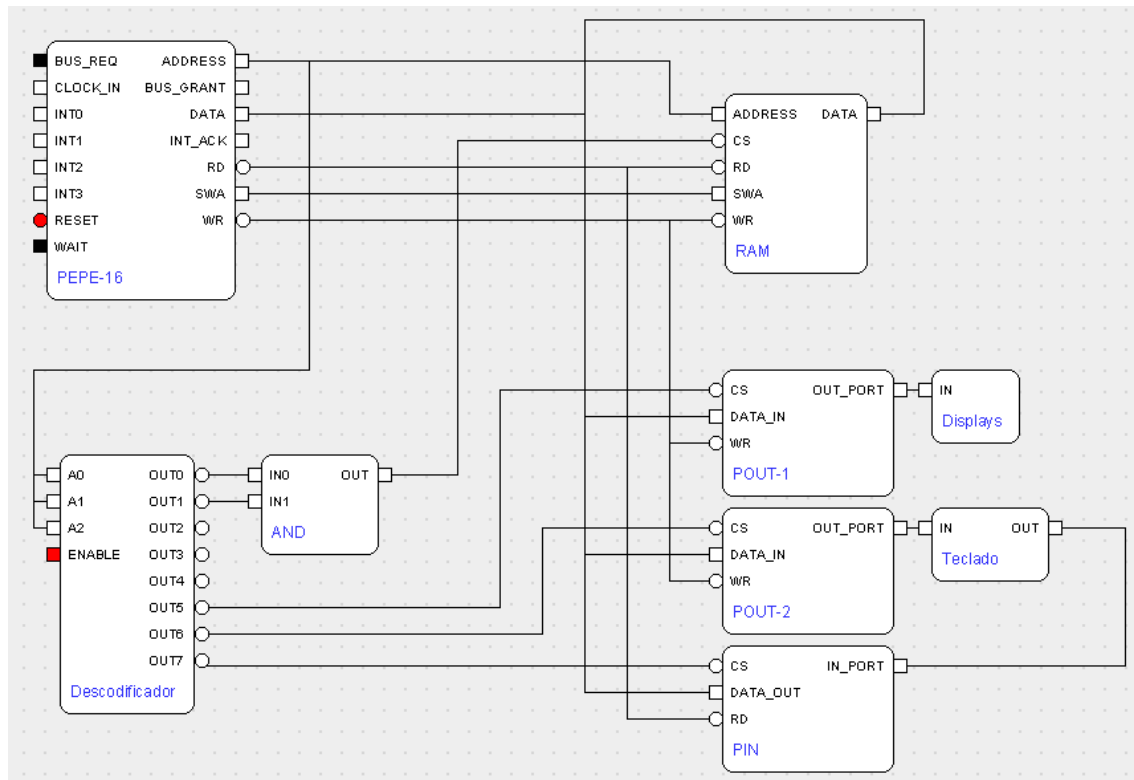 BUS_REQ ADDRESS
CLOCK_IN BUS_GRANT
INT0 DATA
INT1 INT_ACK
INT2 RD
INT3 SWA
RESET WR
WAIT
PEPE-16
ADDRESS DATA
CS
RD
SWA
WR
RAM
A0 OUT0
A1 OUT1
A2 OUT2
ENABLE OUT3
OUT4
OUT5
OUT6
OUT7
Descodificador
IN0 OUT
IN1
AND
CS OUT_PORT
DATA_IN
WR
POUT-1
IN
Displays
CS OUT_PORT
DATA_IN
WR
POUT-2
IN OUT
Teclado
CS IN_PORT
DATA_OUT
RD
PIN